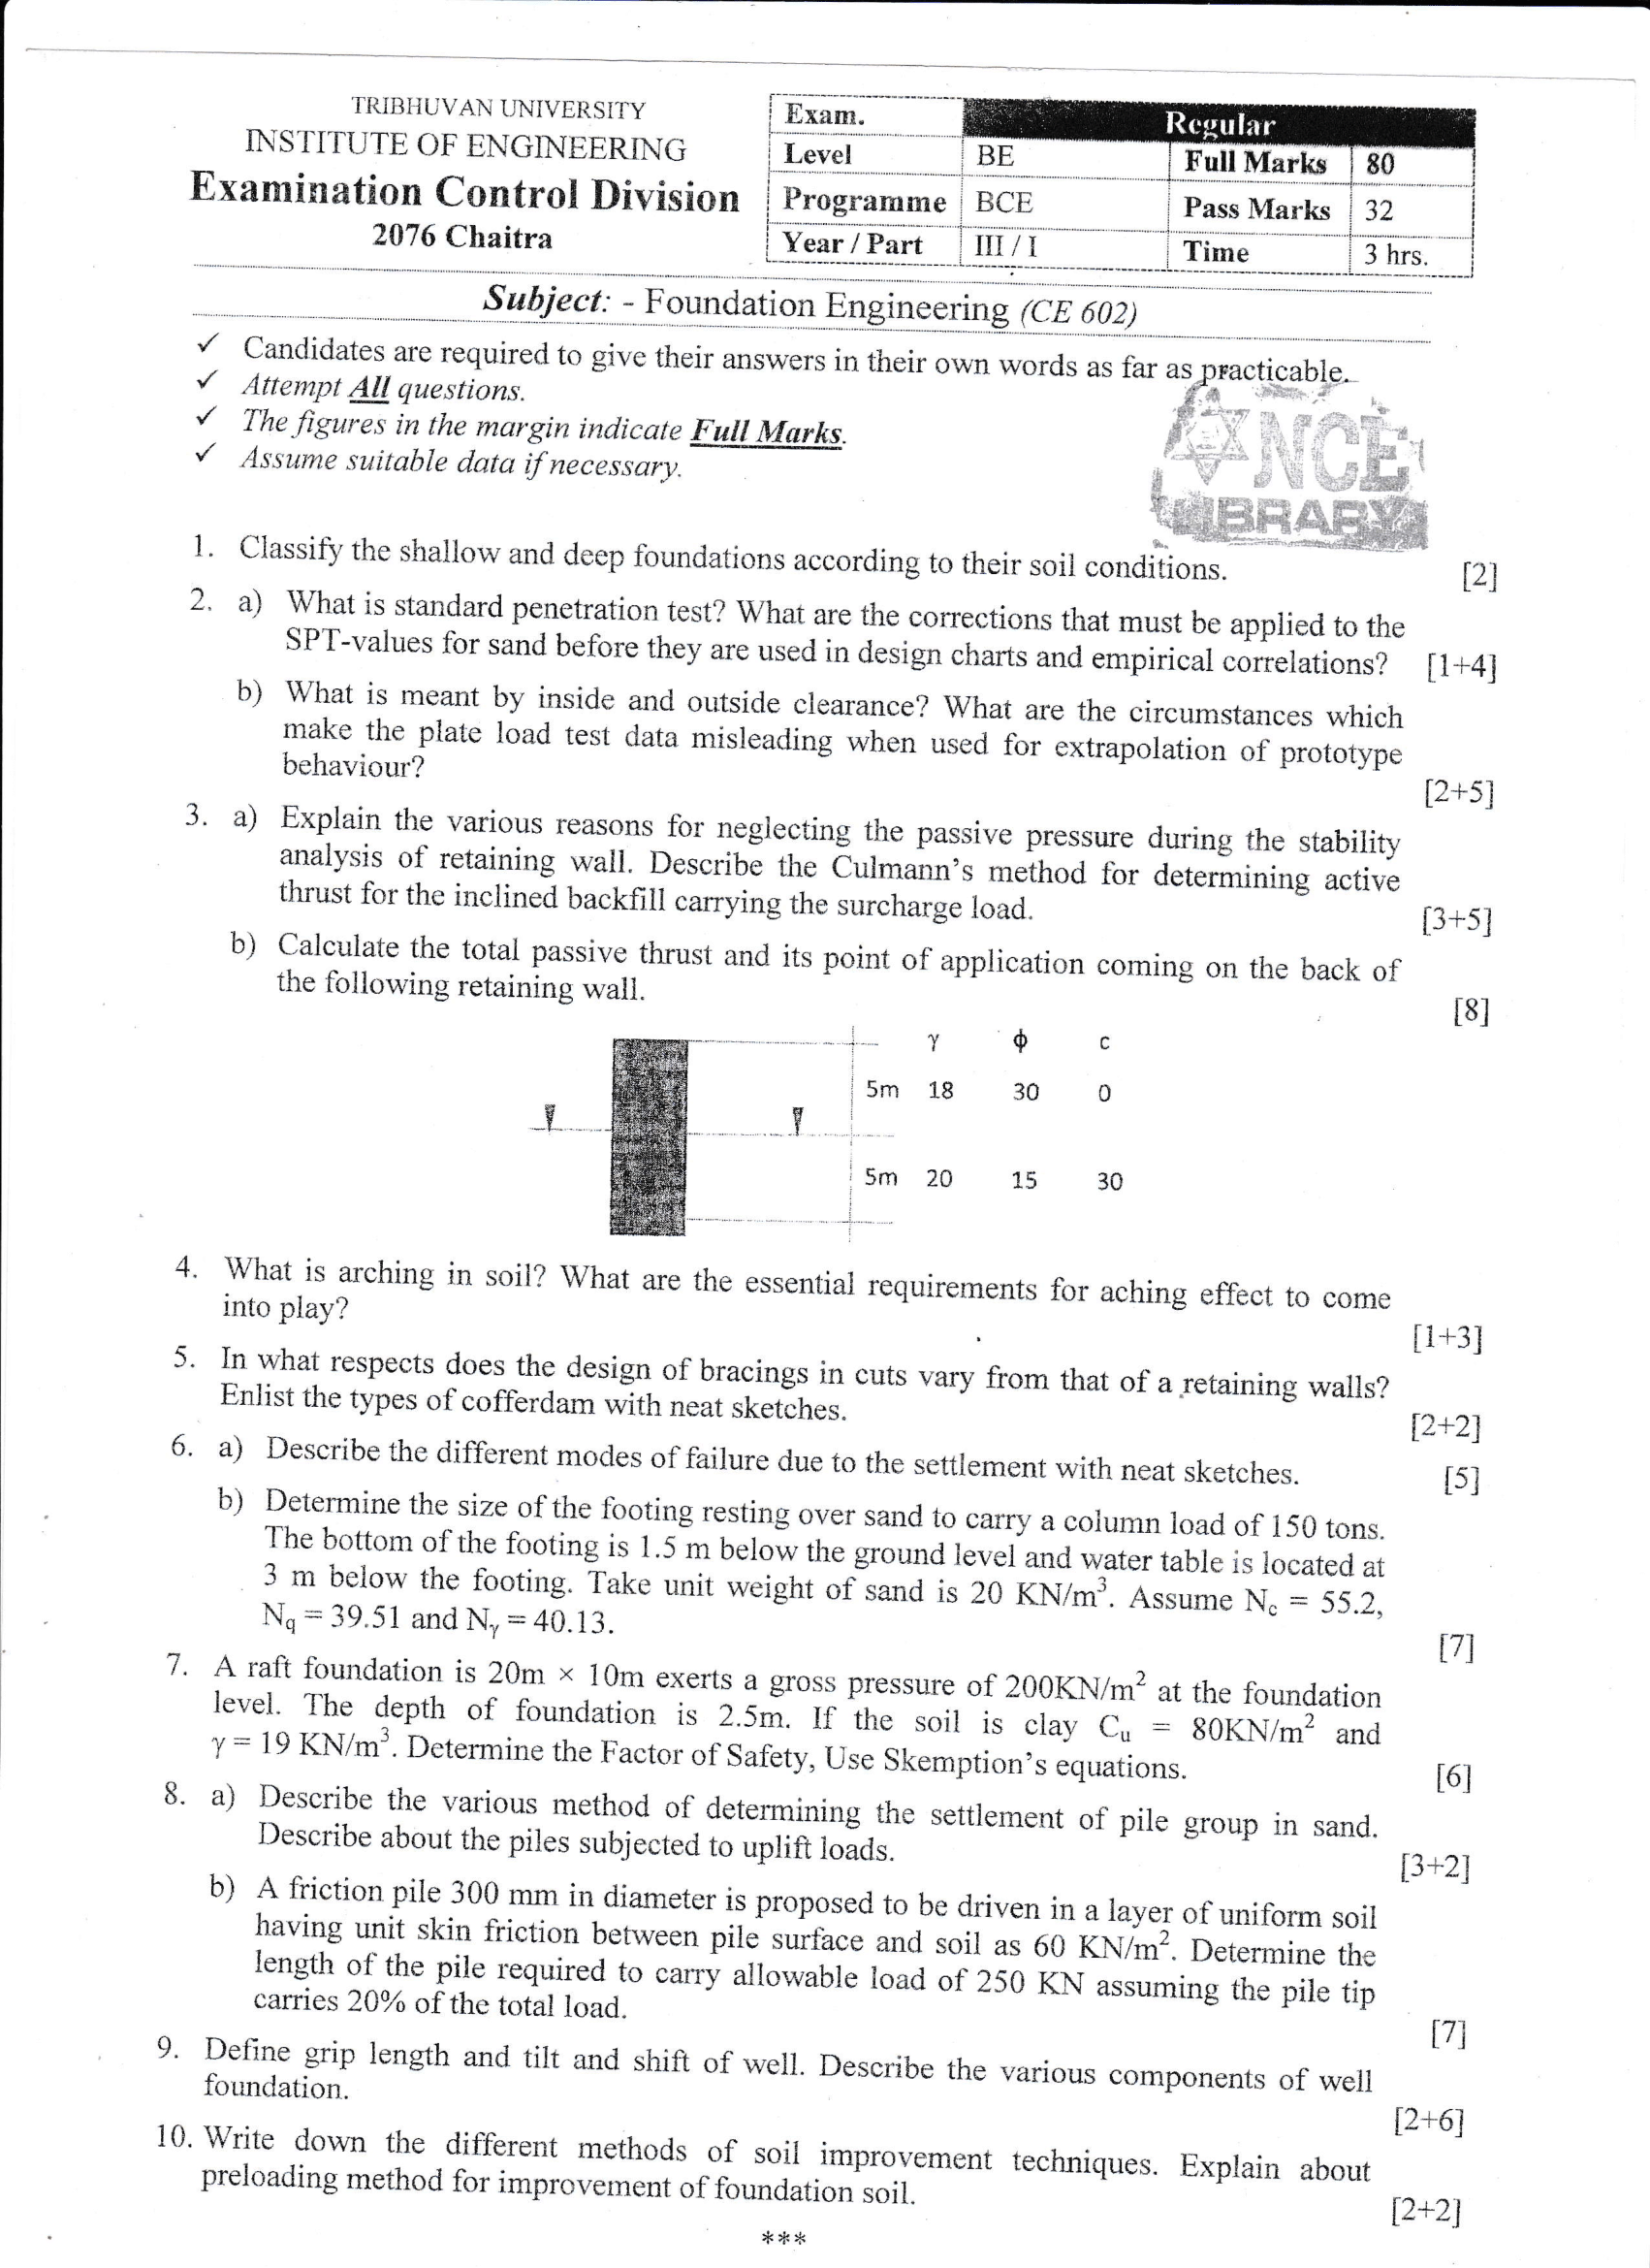 TRIBHUVAN UNIVERSITY
INSTITUTE OF ENGINEERING
Examination Control Division
2076 Chaitra
Exam. Regular
Level BE Full Marks 80
Programme BCE Pass Marks 32
Year / Part III / I Time 3 hrs.
Subject: - Foundation Engineering (CE 602)
✓ Candidates are required to give their answers in their own words as far as practicable.
✓ Attempt All questions.
✓ The figures in the margin indicate Full Marks.
✓ Assume suitable data if necessary.
NCE
LIBRARY
1. Classify the shallow and deep foundations according to their soil conditions. [2]
2. a) What is standard penetration test? What are the corrections that must be applied to the
SPT-values for sand before they are used in design charts and empirical correlations? [1+4]
b) What is meant by inside and outside clearance? What are the circumstances which
make the plate load test data misleading when used for extrapolation of prototype
behaviour? [2+5]
3. a) Explain the various reasons for neglecting the passive pressure during the stability
analysis of retaining wall. Describe the Culmann's method for determining active
thrust for the inclined backfill carrying the surcharge load. [3+5]
b) Calculate the total passive thrust and its point of application coming on the back of
the following retaining wall. [8]
γ ϕ c
5m 18 30 0
5m 20 15 30
4. What is arching in soil? What are the essential requirements for aching effect to come
into play? [1+3]
5. In what respects does the design of bracings in cuts vary from that of a retaining walls?
Enlist the types of cofferdam with neat sketches. [2+2]
6. a) Describe the different modes of failure due to the settlement with neat sketches. [5]
b) Determine the size of the footing resting over sand to carry a column load of 150 tons.
The bottom of the footing is 1.5 m below the ground level and water table is located at
3 m below the footing. Take unit weight of sand is 20 KN/m³. Assume Nc = 55.2,
Nq = 39.51 and Nγ = 40.13. [7]
7. A raft foundation is 20m × 10m exerts a gross pressure of 200KN/m² at the foundation
level. The depth of foundation is 2.5m. If the soil is clay Cu = 80KN/m² and
γ = 19 KN/m³. Determine the Factor of Safety, Use Skemption's equations. [6]
8. a) Describe the various method of determining the settlement of pile group in sand.
Describe about the piles subjected to uplift loads. [3+2]
b) A friction pile 300 mm in diameter is proposed to be driven in a layer of uniform soil
having unit skin friction between pile surface and soil as 60 KN/m². Determine the
length of the pile required to carry allowable load of 250 KN assuming the pile tip
carries 20% of the total load. [7]
9. Define grip length and tilt and shift of well. Describe the various components of well
foundation. [2+6]
10. Write down the different methods of soil improvement techniques. Explain about
preloading method for improvement of foundation soil. [2+2]
***